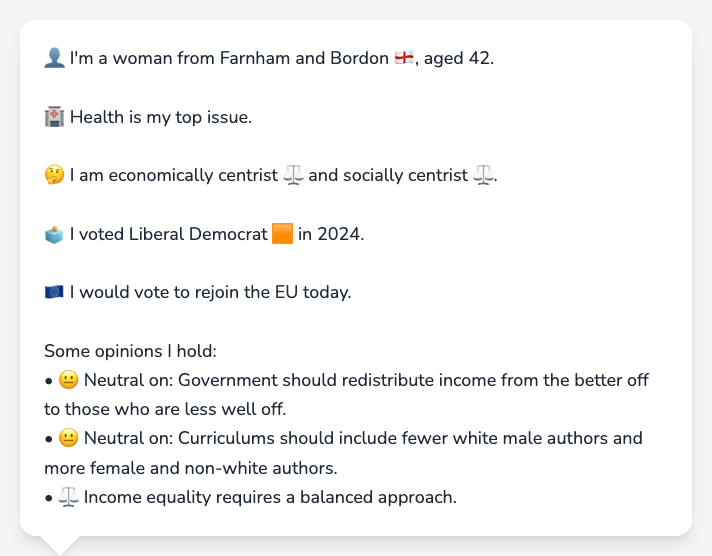 👤 I'm a woman from Farnham and Bordon 🏴󠁧󠁢󠁥󠁮󠁧󠁿, aged 42.
🏥 Health is my top issue.
🤔 I am economically centrist ⚖️ and socially centrist ⚖️.
🗳️ I voted Liberal Democrat 🟧 in 2024.
🇪🇺 I would vote to rejoin the EU today.
Some opinions I hold:
• 😐 Neutral on: Government should redistribute income from the better off
to those who are less well off.
• 😐 Neutral on: Curriculums should include fewer white male authors and
more female and non-white authors.
• ⚖️ Income equality requires a balanced approach.